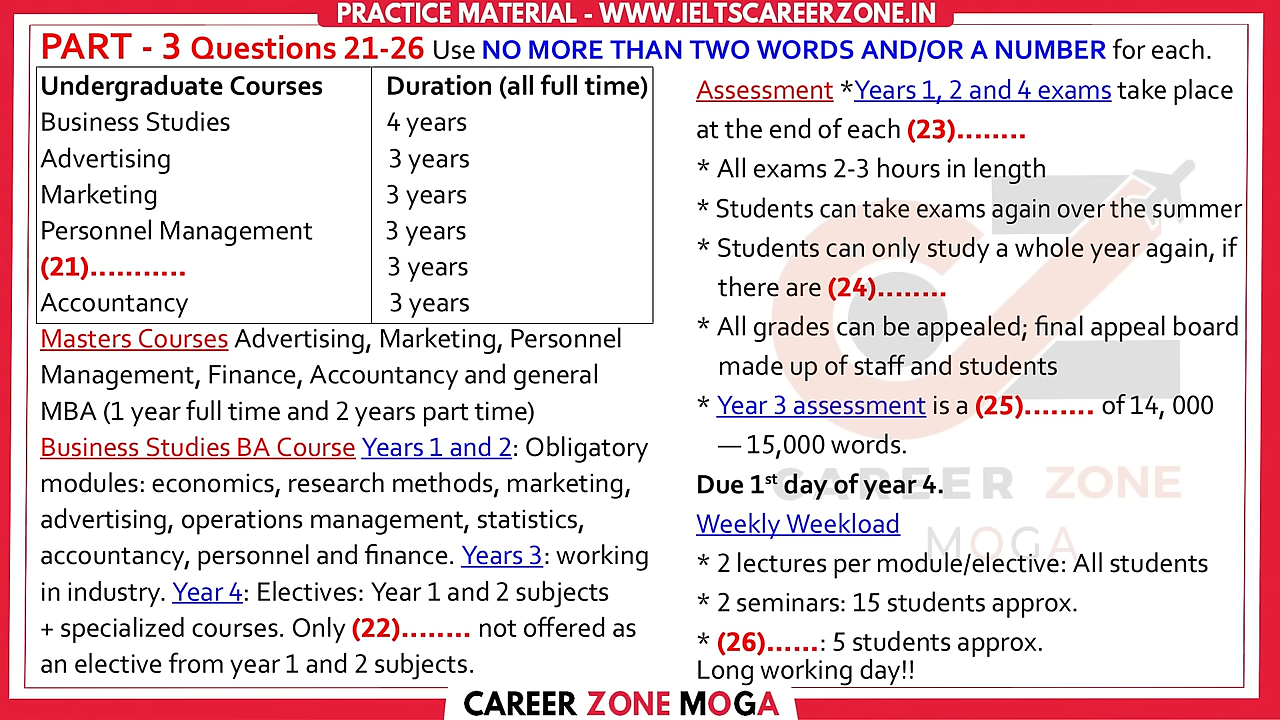 PRACTICE MATERIAL - WWW.IELTSCAREERZONE.IN
PART - 3 Questions 21-26 Use NO MORE THAN TWO WORDS AND/OR A NUMBER for each.
Undergraduate Courses Duration (all full time)
Business Studies 4 years
Advertising 3 years
Marketing 3 years
Personnel Management 3 years
(21)........... 3 years
Accountancy 3 years
Masters Courses Advertising, Marketing, Personnel
Management, Finance, Accountancy and general
MBA (1 year full time and 2 years part time)
Business Studies BA Course Years 1 and 2: Obligatory
modules: economics, research methods, marketing,
advertising, operations management, statistics,
accountancy, personnel and finance. Years 3: working
in industry. Year 4: Electives: Year 1 and 2 subjects
+ specialized courses. Only (22)........ not offered as
an elective from year 1 and 2 subjects.
Assessment *Years 1, 2 and 4 exams take place
at the end of each (23)........
* All exams 2-3 hours in length
* Students can take exams again over the summer
* Students can only study a whole year again, if
there are (24)........
* All grades can be appealed; final appeal board
made up of staff and students
* Year 3 assessment is a (25)........ of 14, 000
— 15,000 words.
Due 1st day of year 4.
Weekly Weekload
* 2 lectures per module/elective: All students
* 2 seminars: 15 students approx.
* (26)......: 5 students approx.
Long working day!!
CAREER ZONE
MOGA
CAREER ZONE MOGA